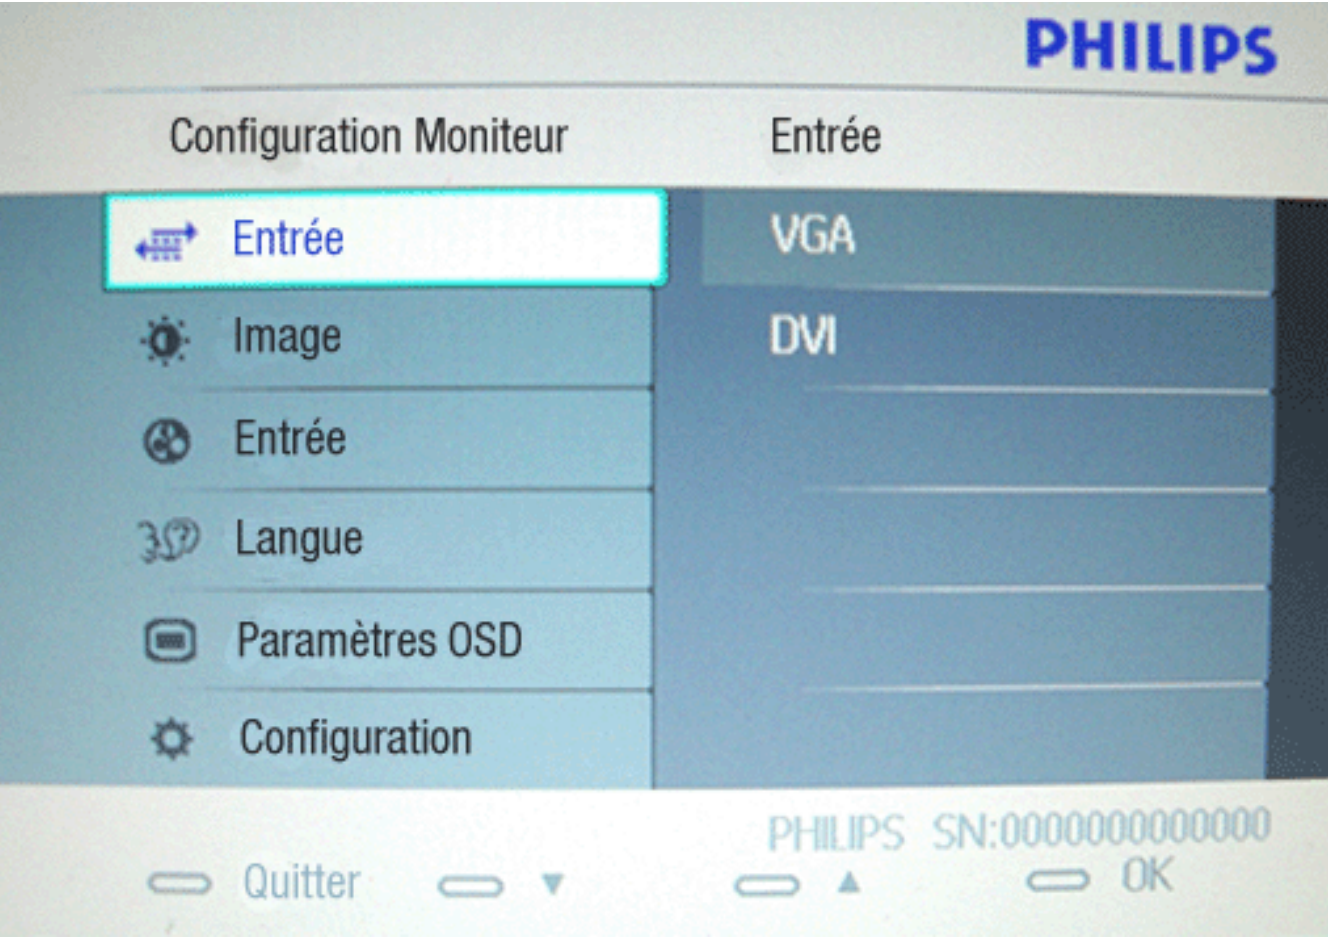 PHILIPS
Configuration Moniteur
Entrée
Entrée
VGA
Image
DVI
Entrée
Langue
Paramètres OSD
Configuration
PHILIPS SN:0000000000000
Quitter ▼ ▲ OK